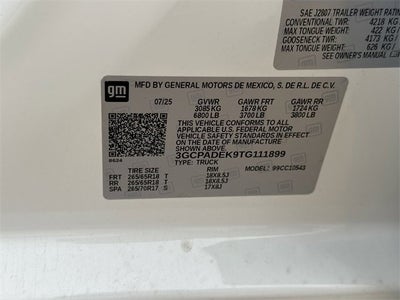 SAE J2807 TRAILER WEIGHT RATIN
CONVENTIONAL TWR: 4218 KG
MAX TONGUE WEIGHT: 422 KG
GOOSENECK TWR: 4173 KG
MAX TONGUE WEIGHT: 626 KG
SEE OWNER'S MANUAL
gm
MFD BY GENERAL MOTORS DE MEXICO, S. DE R.L. DE C.V.
07/25 GVWR GAWR FRT GAWR RR
3085 KG 1678 KG 1724 KG
6800 LB 3700 LB 3800 LB
THIS VEHICLE CONFORMS TO ALL APPLICABLE
U.S. FEDERAL MOTOR
VEHICLE SAFETY STANDARDS IN EFFECT
ON THE DATE OF MANUFACTURE SHOWN ABOVE.
3GCPADEK9TG111899
TYPE: TRUCK MODEL: 99CC10543
TIRE SIZE RIM
FRT 265/65R18 T 18X8.5J
RR 265/65R18 T 18X8.5J
SPA 265/70R17 S 17X8J